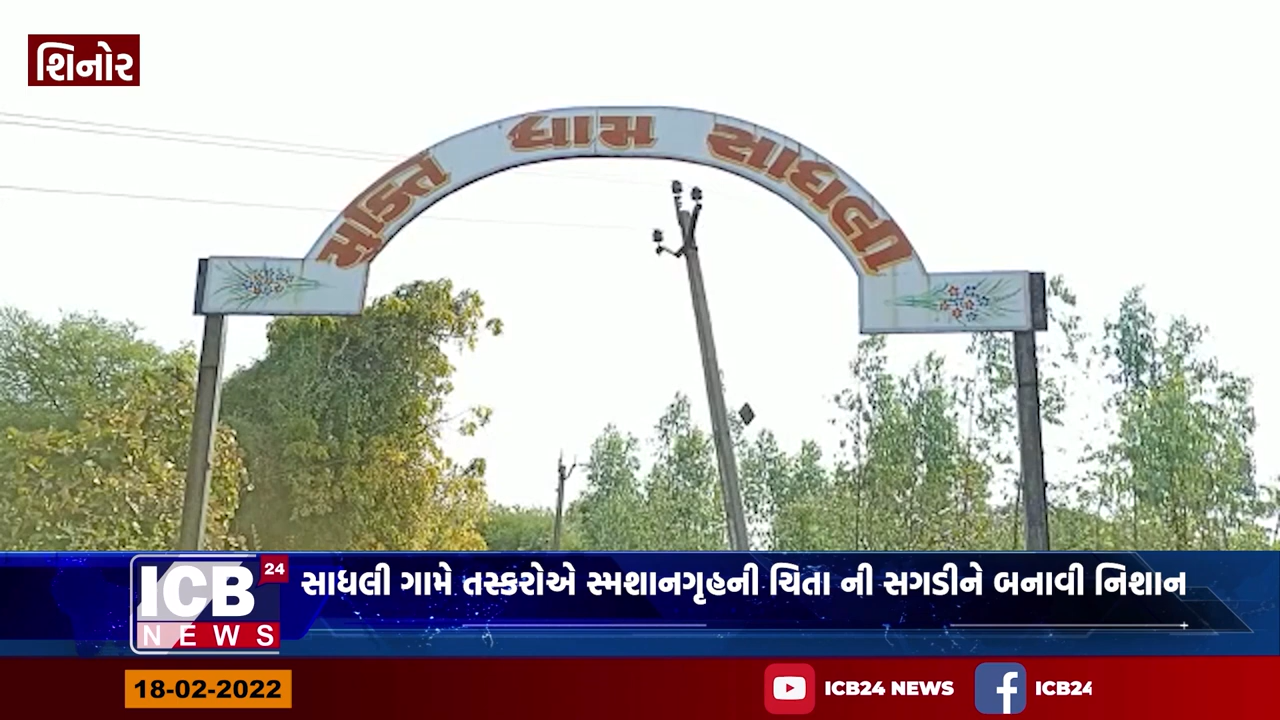 શિનોર
મુક્તિ ધામ સાધલી
ICB 24
NEWS
સાધલી ગામે તસ્કરોએ સ્મશાનગૃહની ચિતા ની સગડીને બનાવી નિશાન
18-02-2022
ICB24 NEWS
ICB24